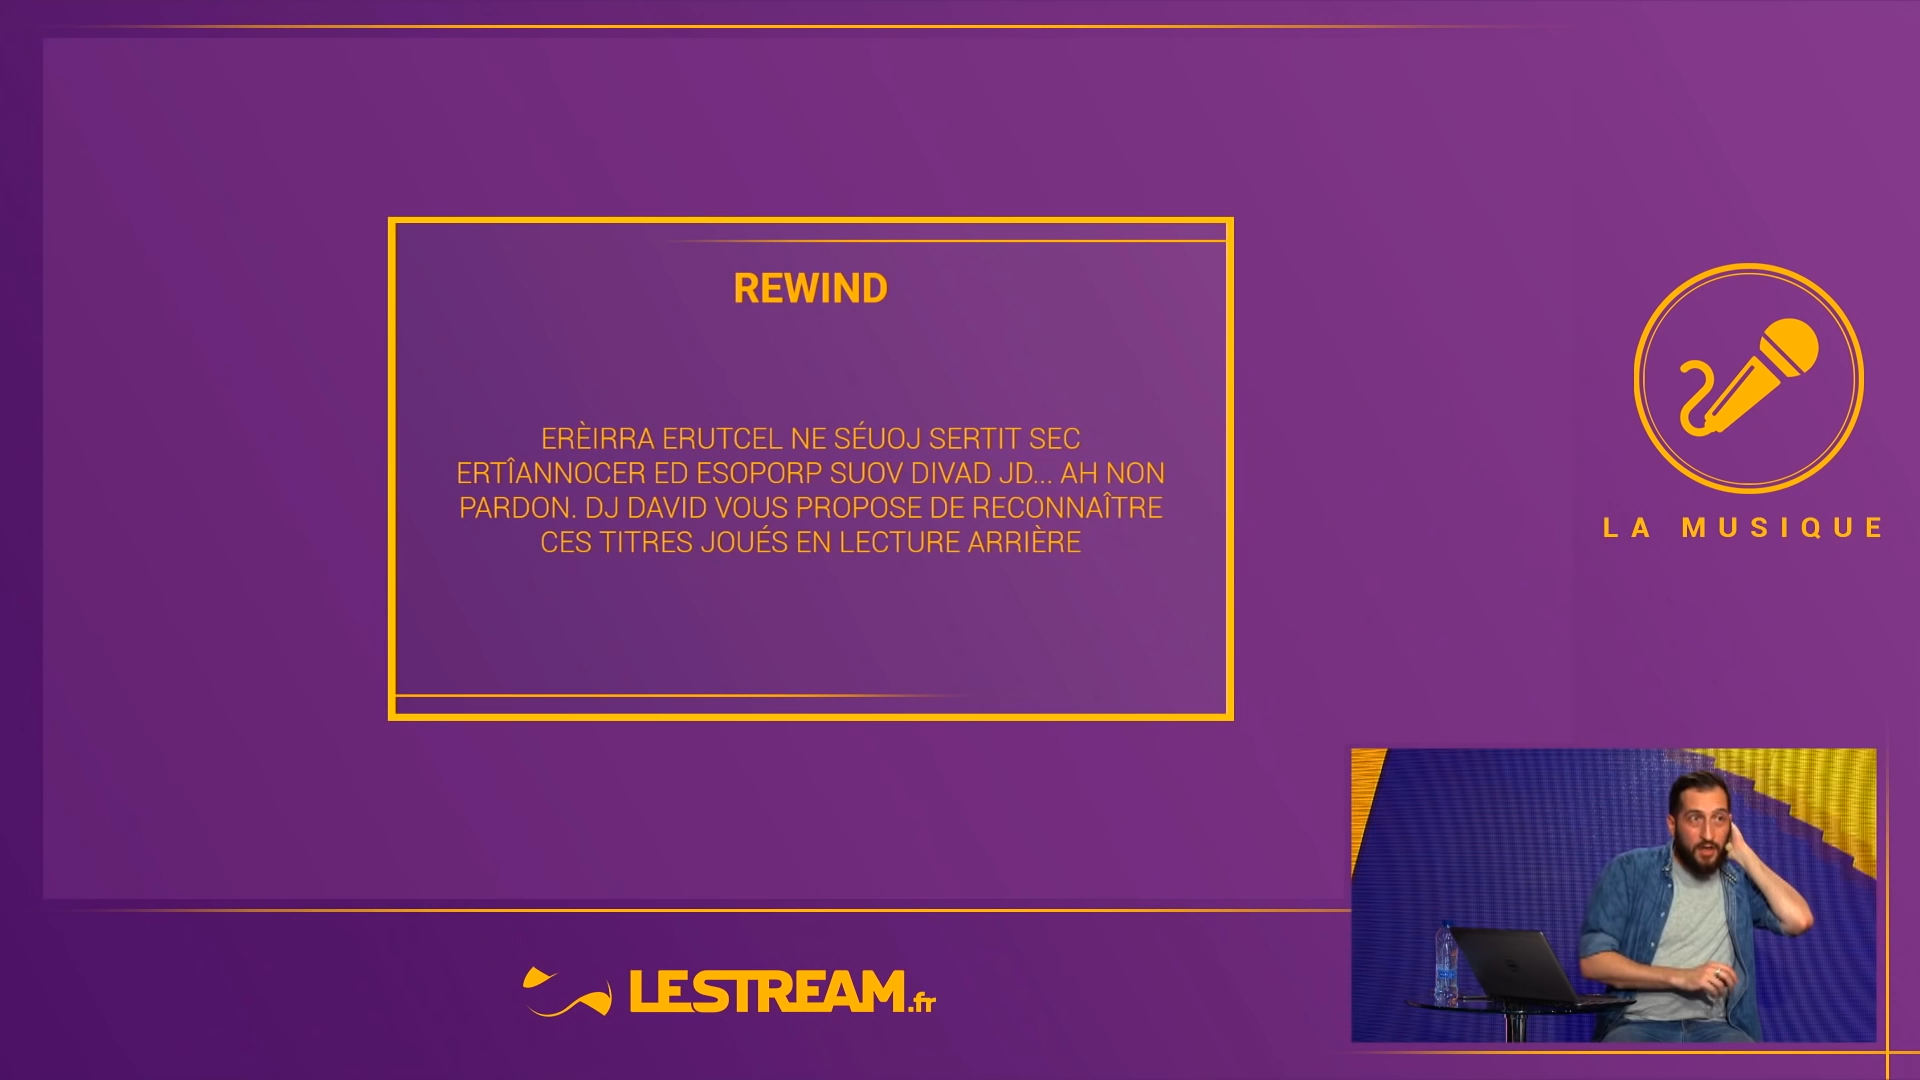 REWIND
ERÈIRRA ERUTCEL NE SÉUOJ SERTIT SEC
ERTÎANNOCER ED ESOPORP SUOV DIVAD JD... AH NON
PARDON. DJ DAVID VOUS PROPOSE DE RECONNAÎTRE
CES TITRES JOUÉS EN LECTURE ARRIÈRE
LA MUSIQUE
LESTREAM.fr